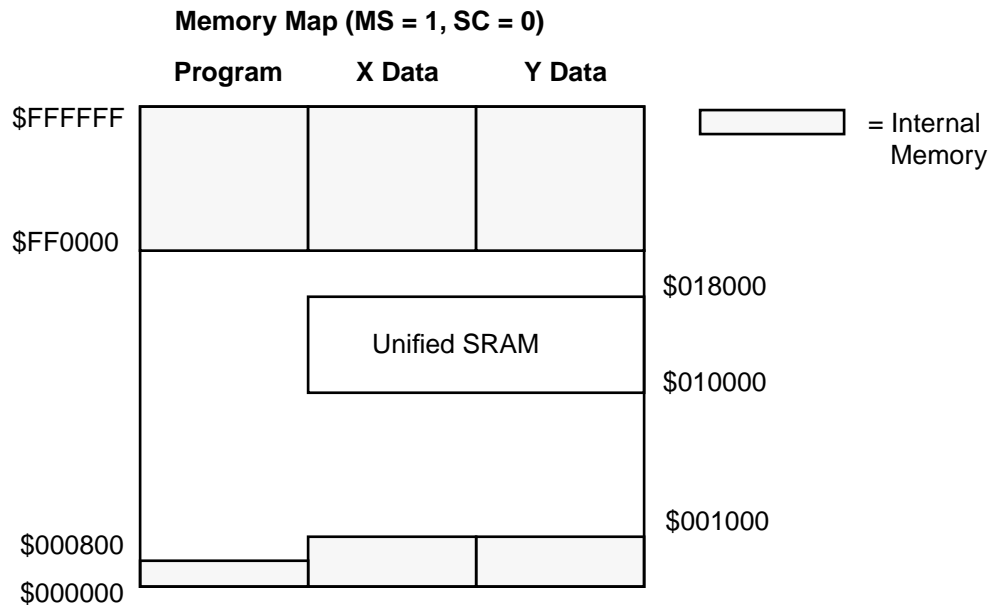 Memory Map (MS = 1, SC = 0)
Program X Data Y Data
$FFFFFF
= Internal
Memory
$FF0000
$018000
Unified SRAM
$010000
$001000
$000800
$000000